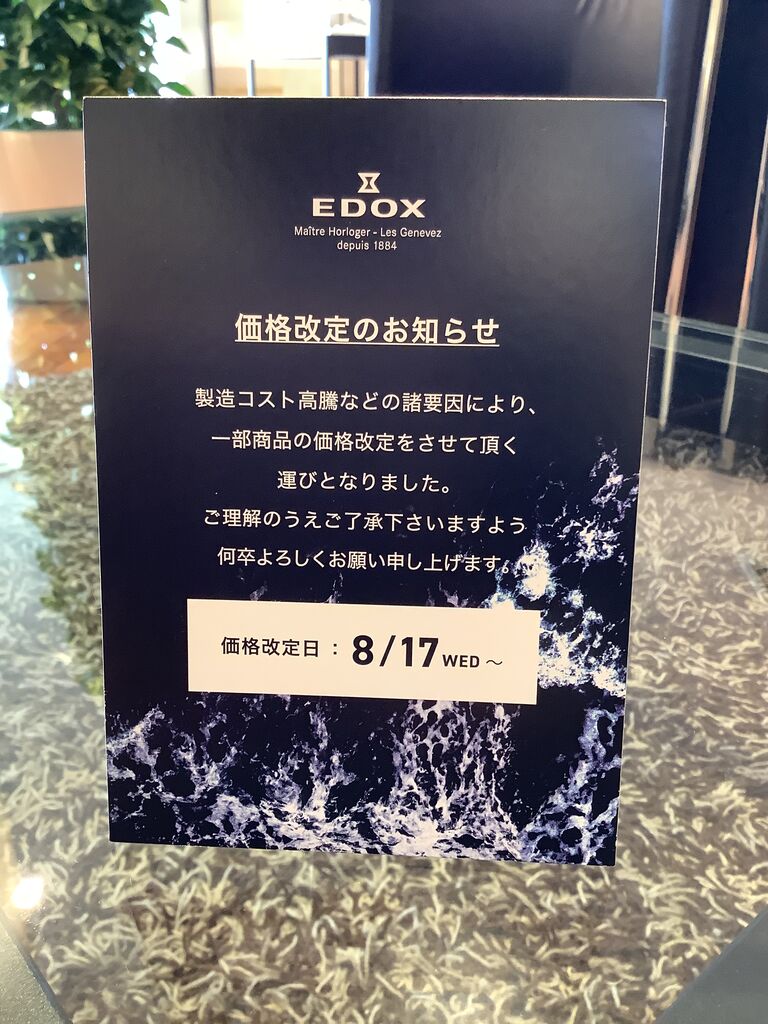 EDOX
Maître Horloger - Les Genevez
depuis 1884
価格改定のお知らせ
製造コスト高騰などの諸要因により、
一部商品の価格改定をさせて頂く
運びとなりました。
ご理解のうえご了承下さいますよう
何卒よろしくお願い申し上げます。
価格改定日 : 8/17 WED ～